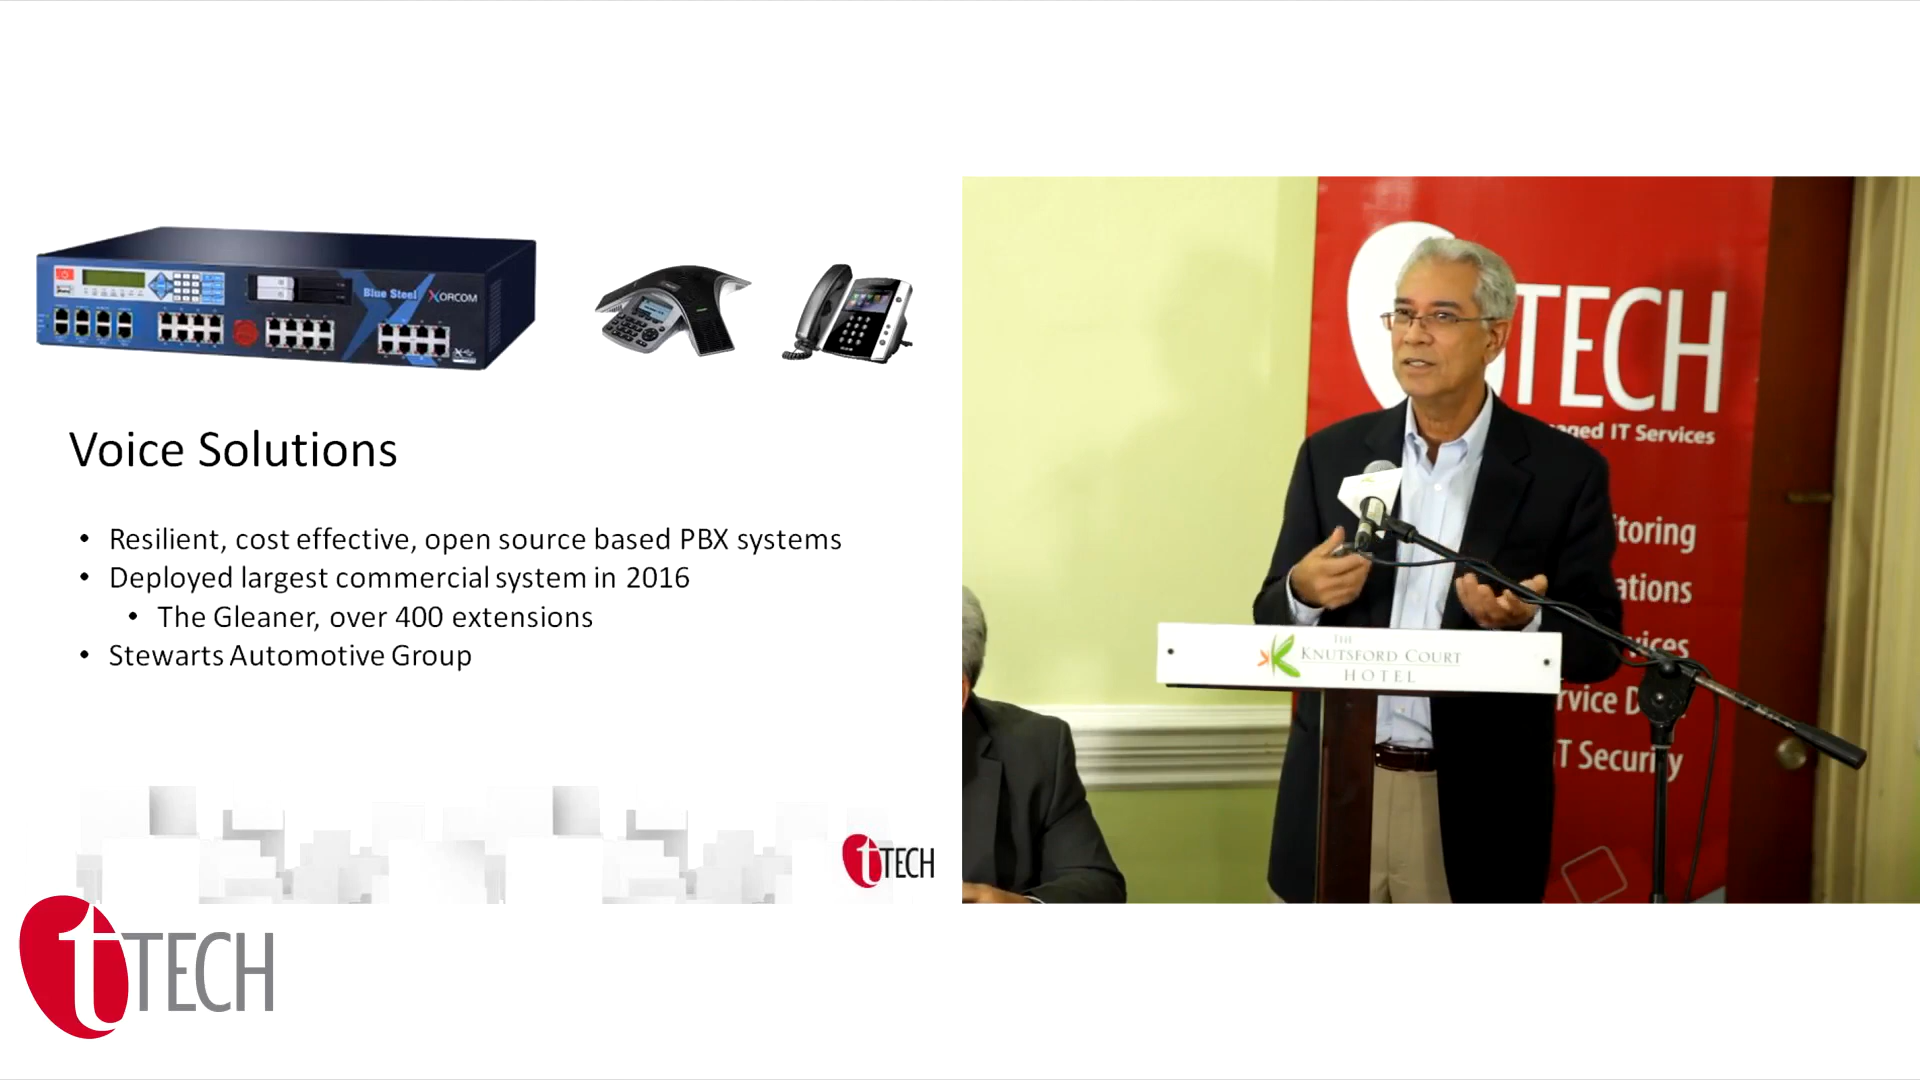 Blue Steel XORCOM
Voice Solutions
• Resilient, cost effective, open source based PBX systems
• Deployed largest commercial system in 2016
• The Gleaner, over 400 extensions
• Stewarts Automotive Group
tTECH
tTECH
TECH
aged IT Services
toring
ations
vices
rvice D
IT Security
THE
KNUTSFORD COURT
HOTEL